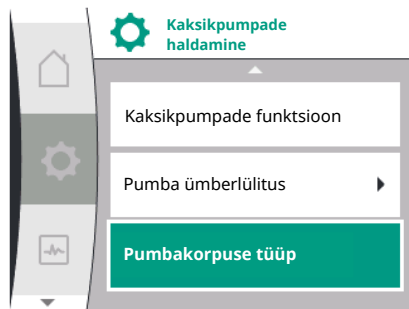 Kaksikpumpade
haldamine
Kaksikpumpade funktsioon
Pumba ümberlülitus
Pumbakorpuse tüüp